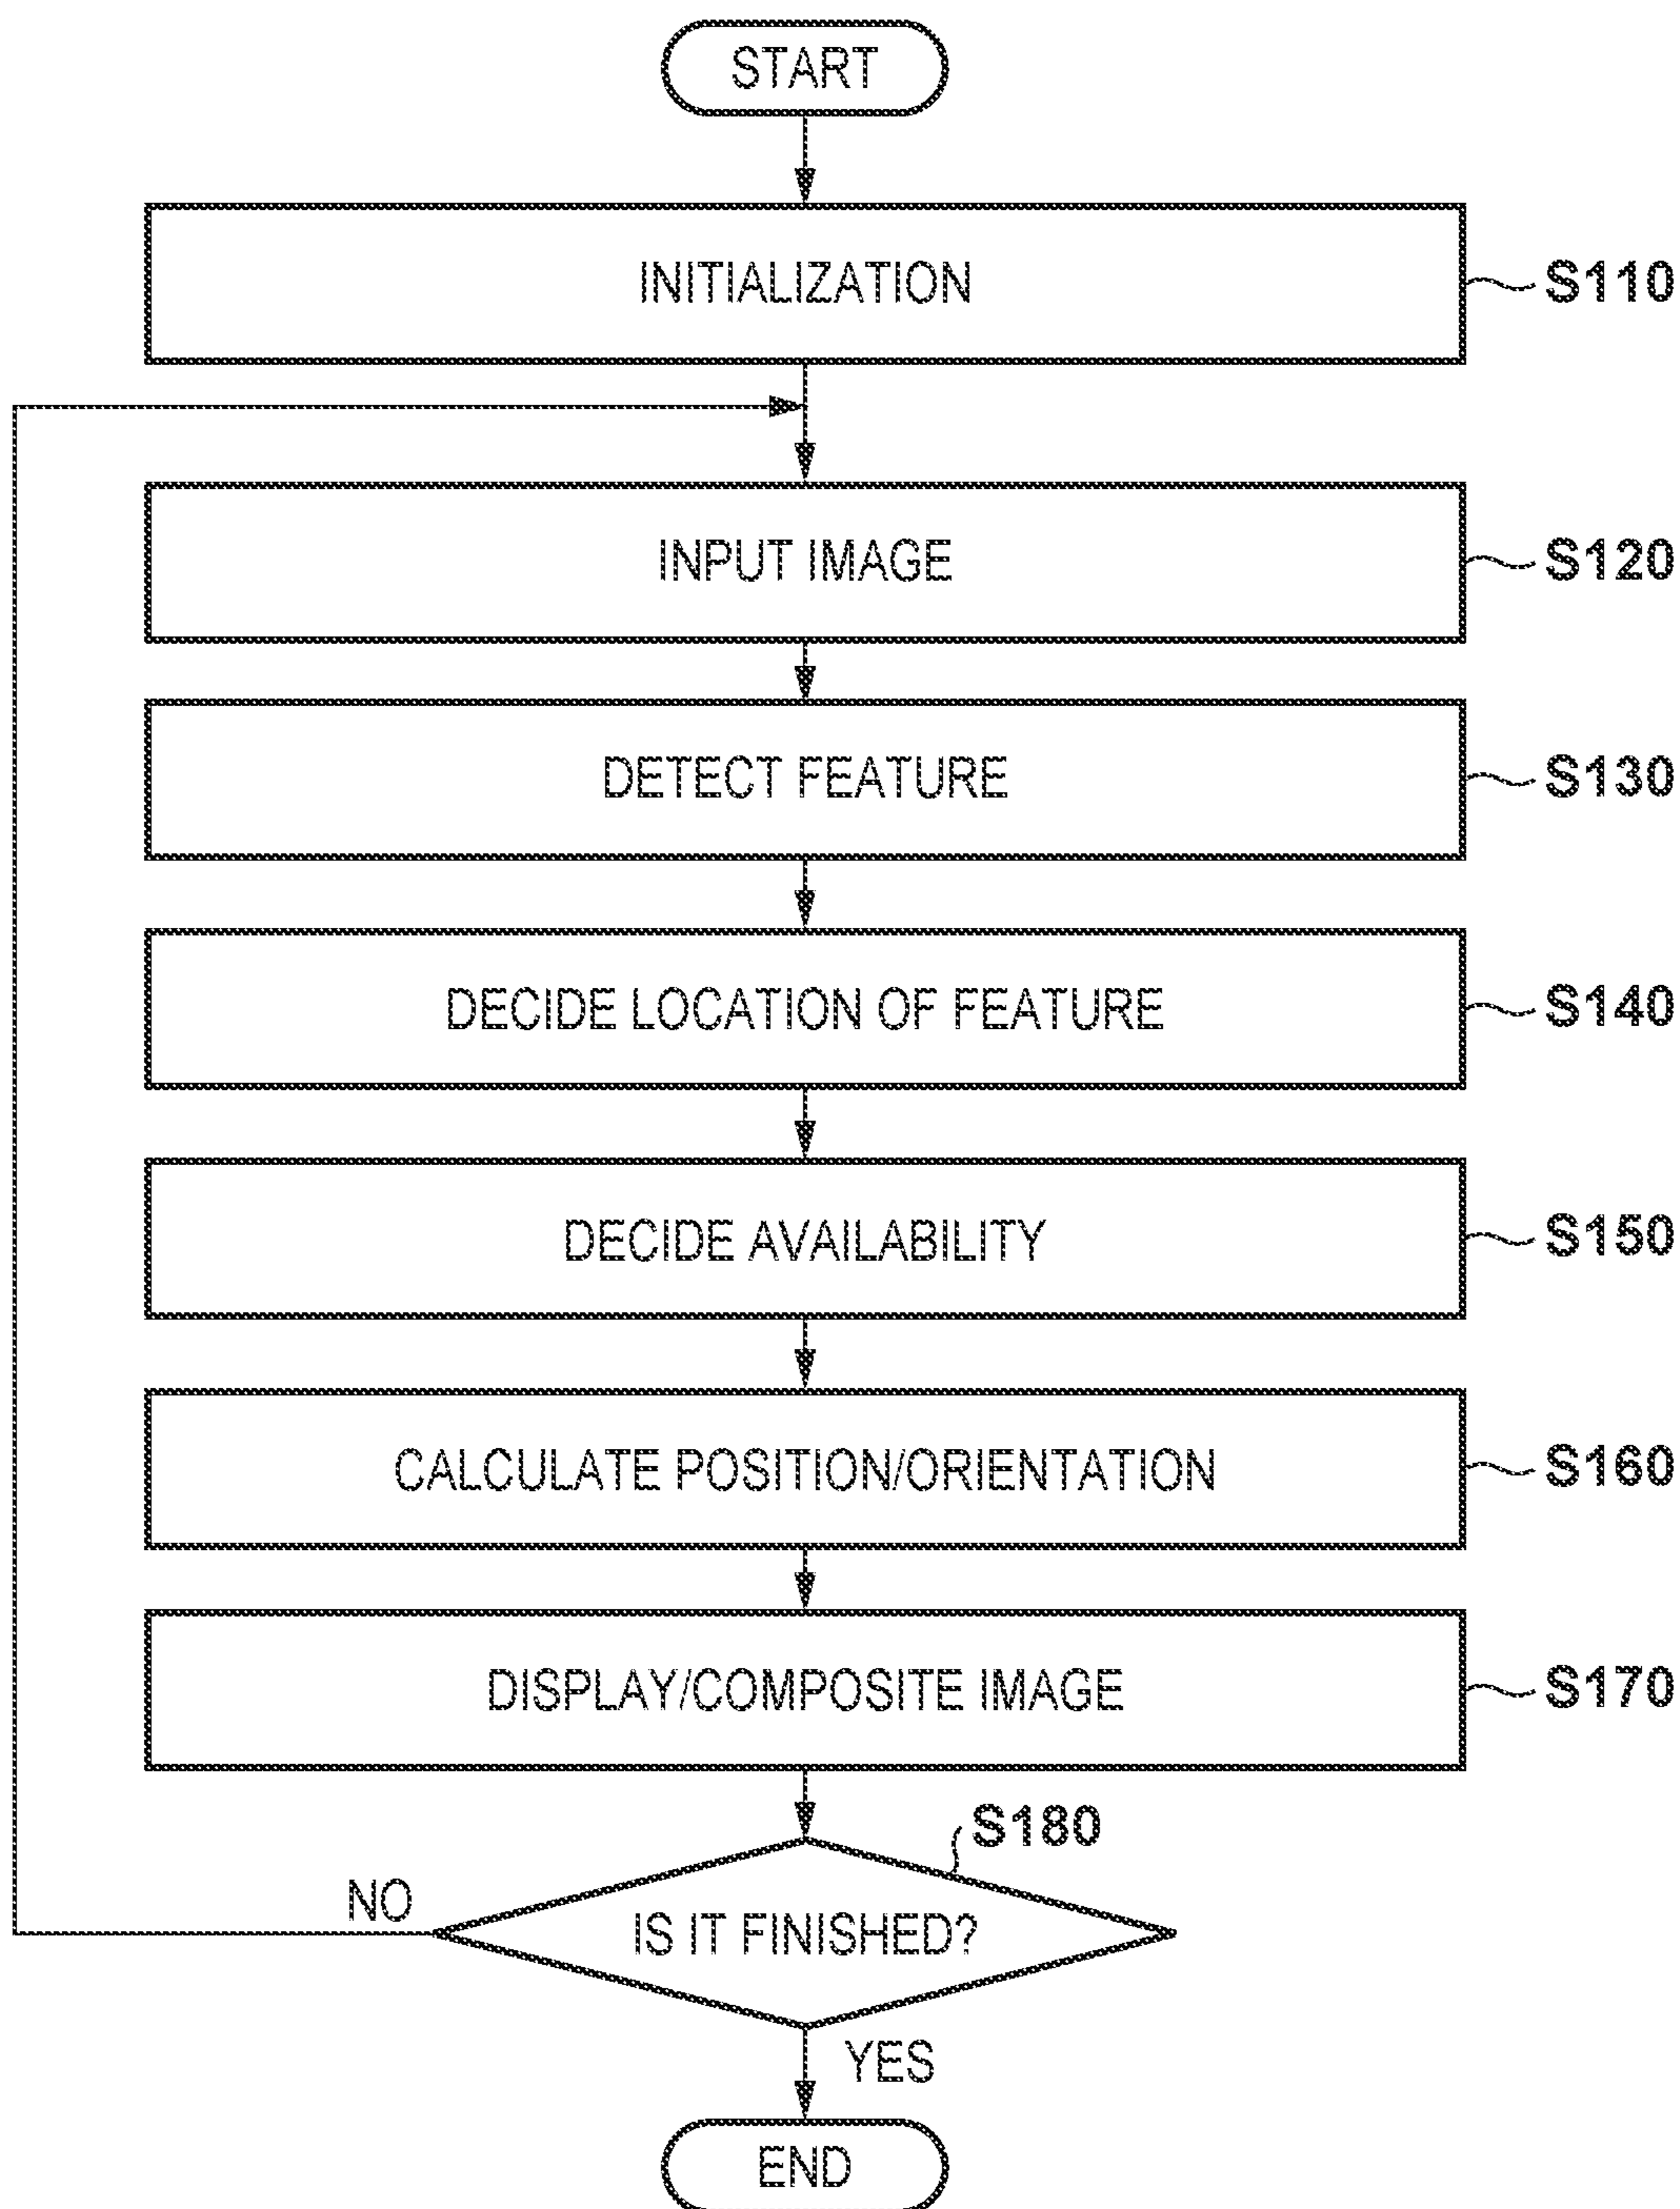 START
INITIALIZATION
S110
INPUT IMAGE
S120
DETECT FEATURE
S130
DECIDE LOCATION OF FEATURE
S140
DECIDE AVAILABILITY
S150
CALCULATE POSITION/ORIENTATION
S160
DISPLAY/COMPOSITE IMAGE
S170
S180
NO
IS IT FINISHED?
YES
END